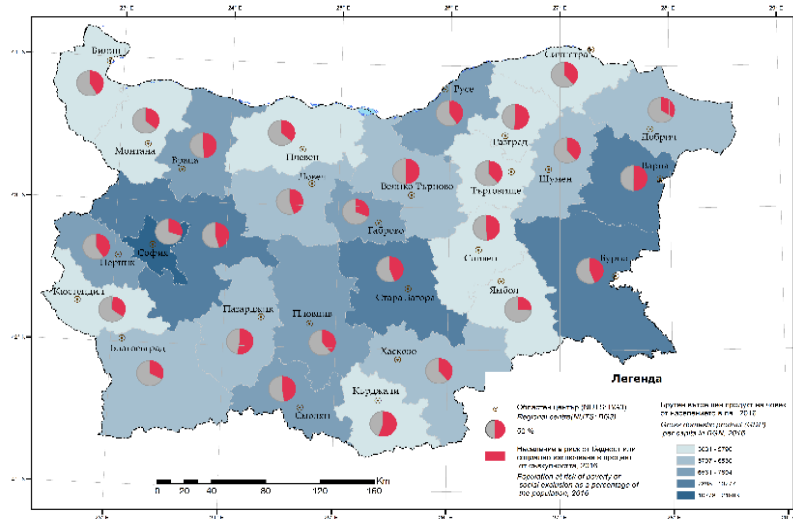 Видин
Силистра
Русе
Монтана
Враца
Плевен
Разград
Добрич
Ловеч
Велико Търново
Търговище
Шумен
Варна
Габрово
София
Перник
Сливен
Бургас
Кюстендил
Ямбол
Стара Загора
Пазарджик
Пловдив
Благоевград
Хасково
Смолян
Кърджали
Легенда
Областен център (NUTS: BG3)
Regional centre (NUTS: BG3)
50 %
Население в риск от бедност или
социално изключване в процент
от съвкупността, 2016
Population at risk of poverty or
social exclusion as a percentage of
the population, 2016
Брутен вътрешен продукт на човек
от населението в лв., 2016
Gross domestic product (GDP)
per capita in BGN, 2016
0 20 40 80 120 160
Km